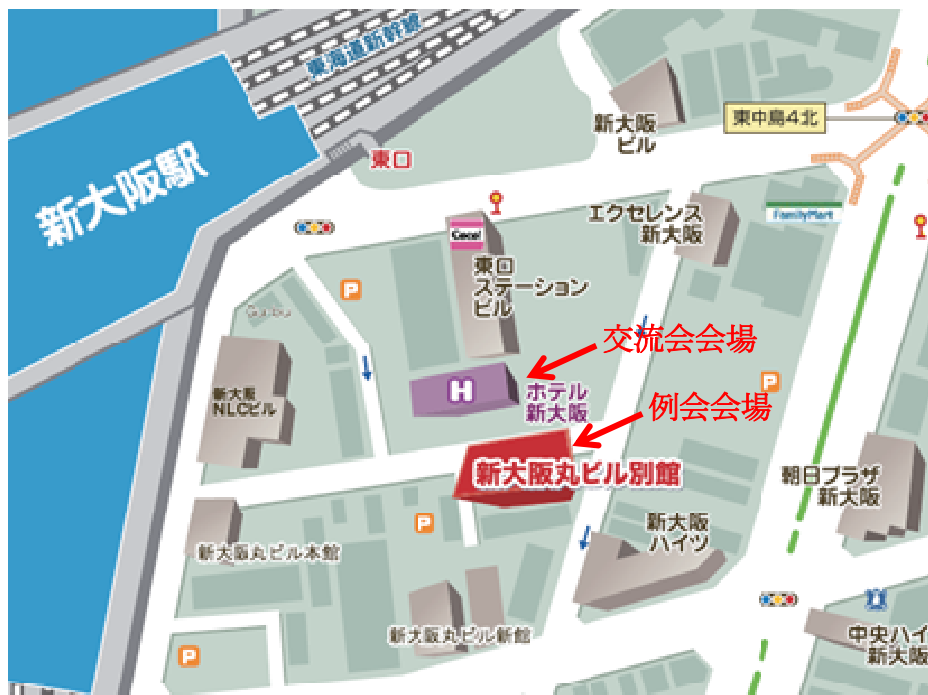 東海道新幹線
新大阪駅
東口
新大阪
ビル
東中島4北
エクセレンス
新大阪
FamilyMart
Coco!
東口
ステーション
ビル
P
交流会会場
H
ホテル
新大阪
P
例会会場
新大阪
NLCビル
新大阪丸ビル別館
朝日プラザ
新大阪
P
新大阪
ハイツ
新大阪丸ビル本館
新大阪丸ビル新館
P
中央ハイ
新大阪